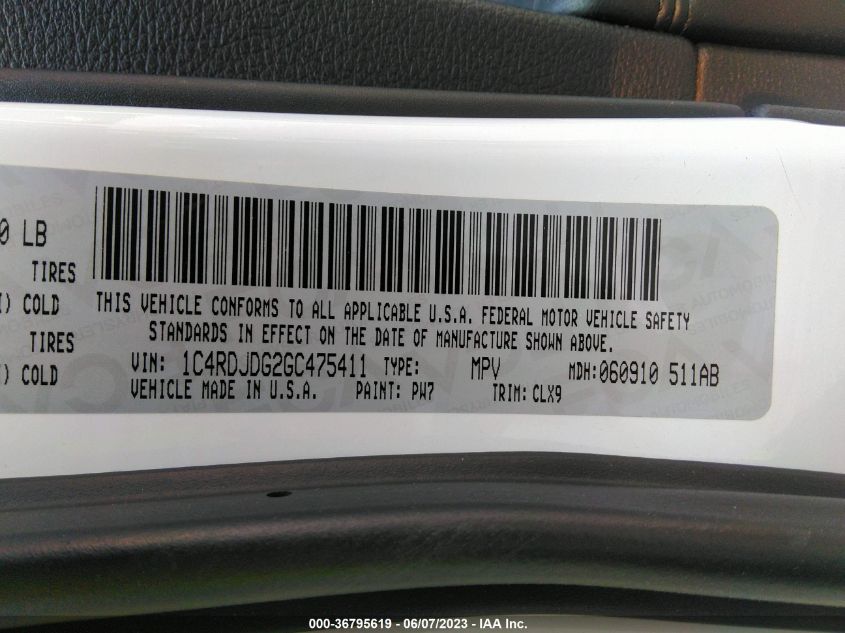 0 LB
TIRES
) COLD
TIRES
) COLD
THIS VEHICLE CONFORMS TO ALL APPLICABLE U.S.A. FEDERAL MOTOR VEHICLE SAFETY
STANDARDS IN EFFECT ON THE DATE OF MANUFACTURE SHOWN ABOVE.
VIN: 1C4RDJDG2GC475411 TYPE: MPV MDH:060910 511AB
VEHICLE MADE IN U.S.A. PAINT: PW7 TRIM: CLX9
000-36795619 - 06/07/2023 - IAA Inc.